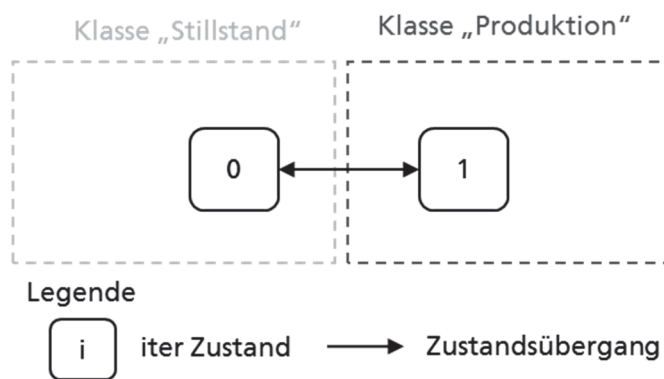 Klasse „Stillstand“
Klasse „Produktion“
0
1
Legende
i
iter Zustand
Zustandsübergang